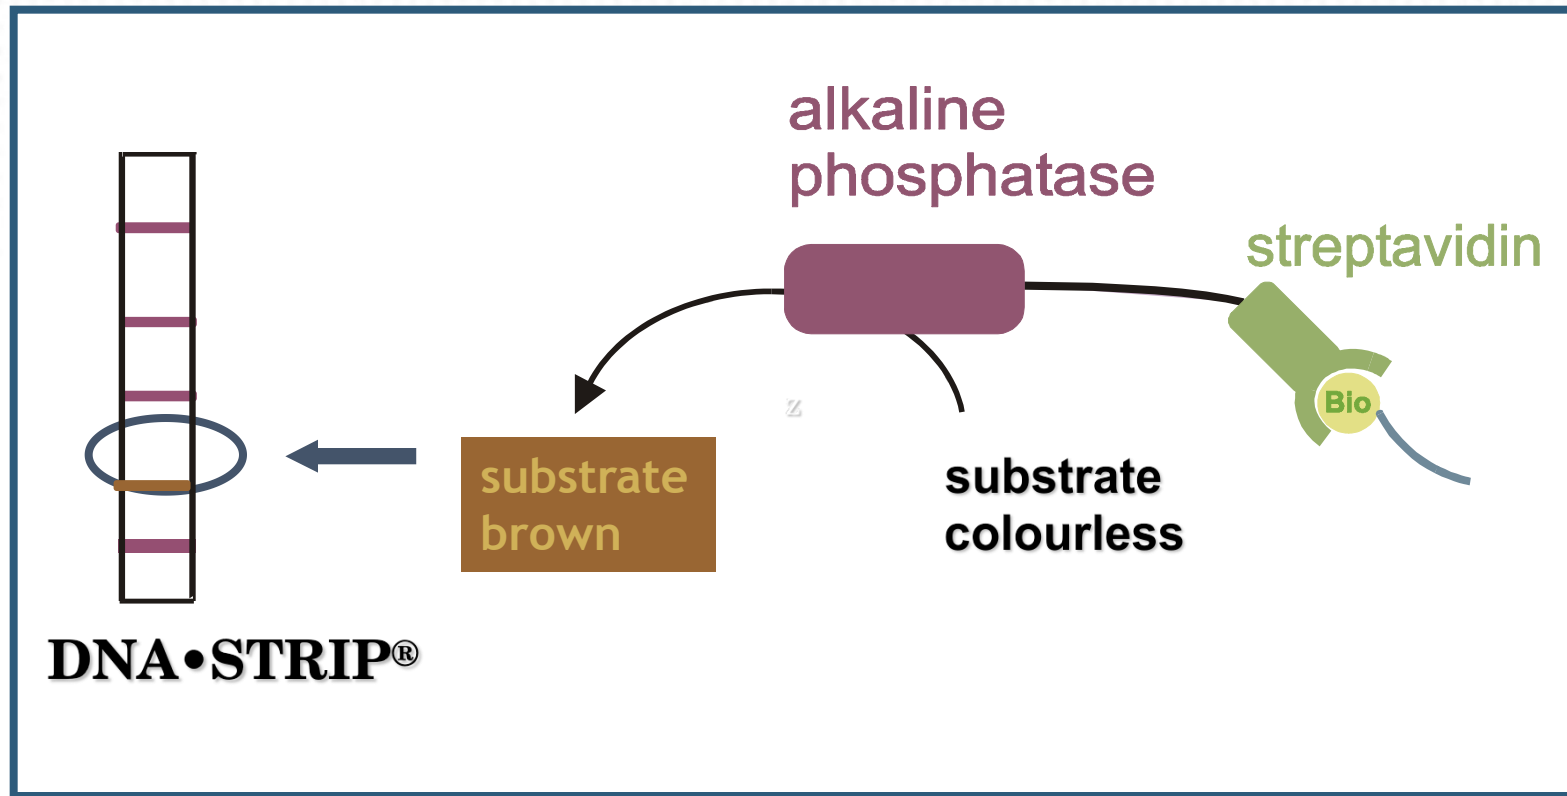 alkaline
phosphatase
streptavidin
Bio
z
substrate
brown
substrate
colourless
DNA•STRIP®